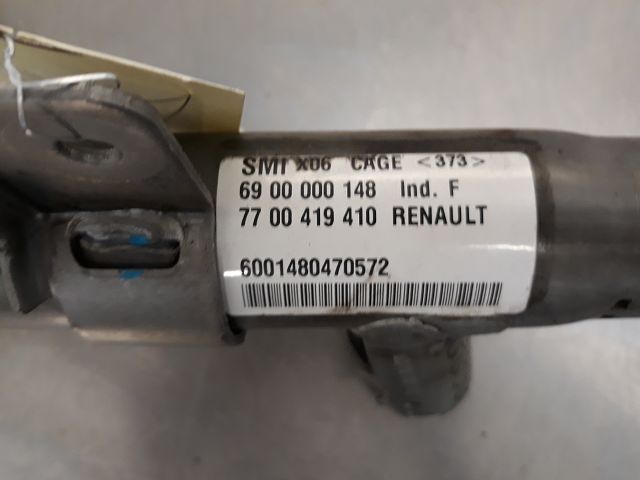 SMI X06 CAGE <373>
69 00 000 148 Ind. F
77 00 419 410 RENAULT
6001480470572